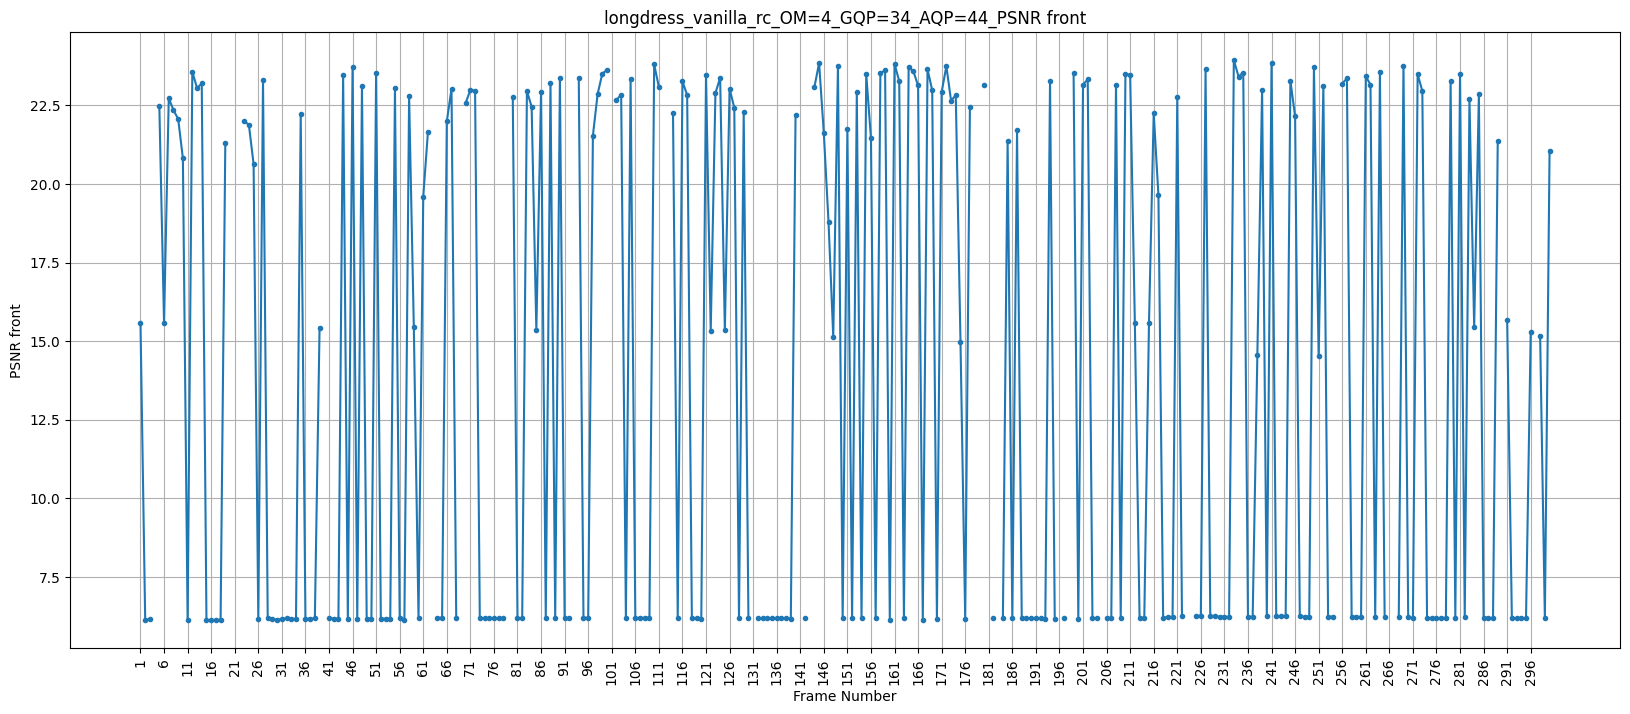 longdress_vanilla_rc_OM=4_GQP=34_AQP=44_PSNR front
PSNR front
22.5
20.0
17.5
15.0
12.5
10.0
7.5
1 6 11 16 21 26 31 36 41 46 51 56 61 66 71 76 81 86 91 96 101 106 111 116 121 126 131 136 141 146 151 156 161 166 171 176 181 186 191 196 201 206 211 216 221 226 231 236 241 246 251 256 261 266 271 276 281 286 291 296
Frame Number